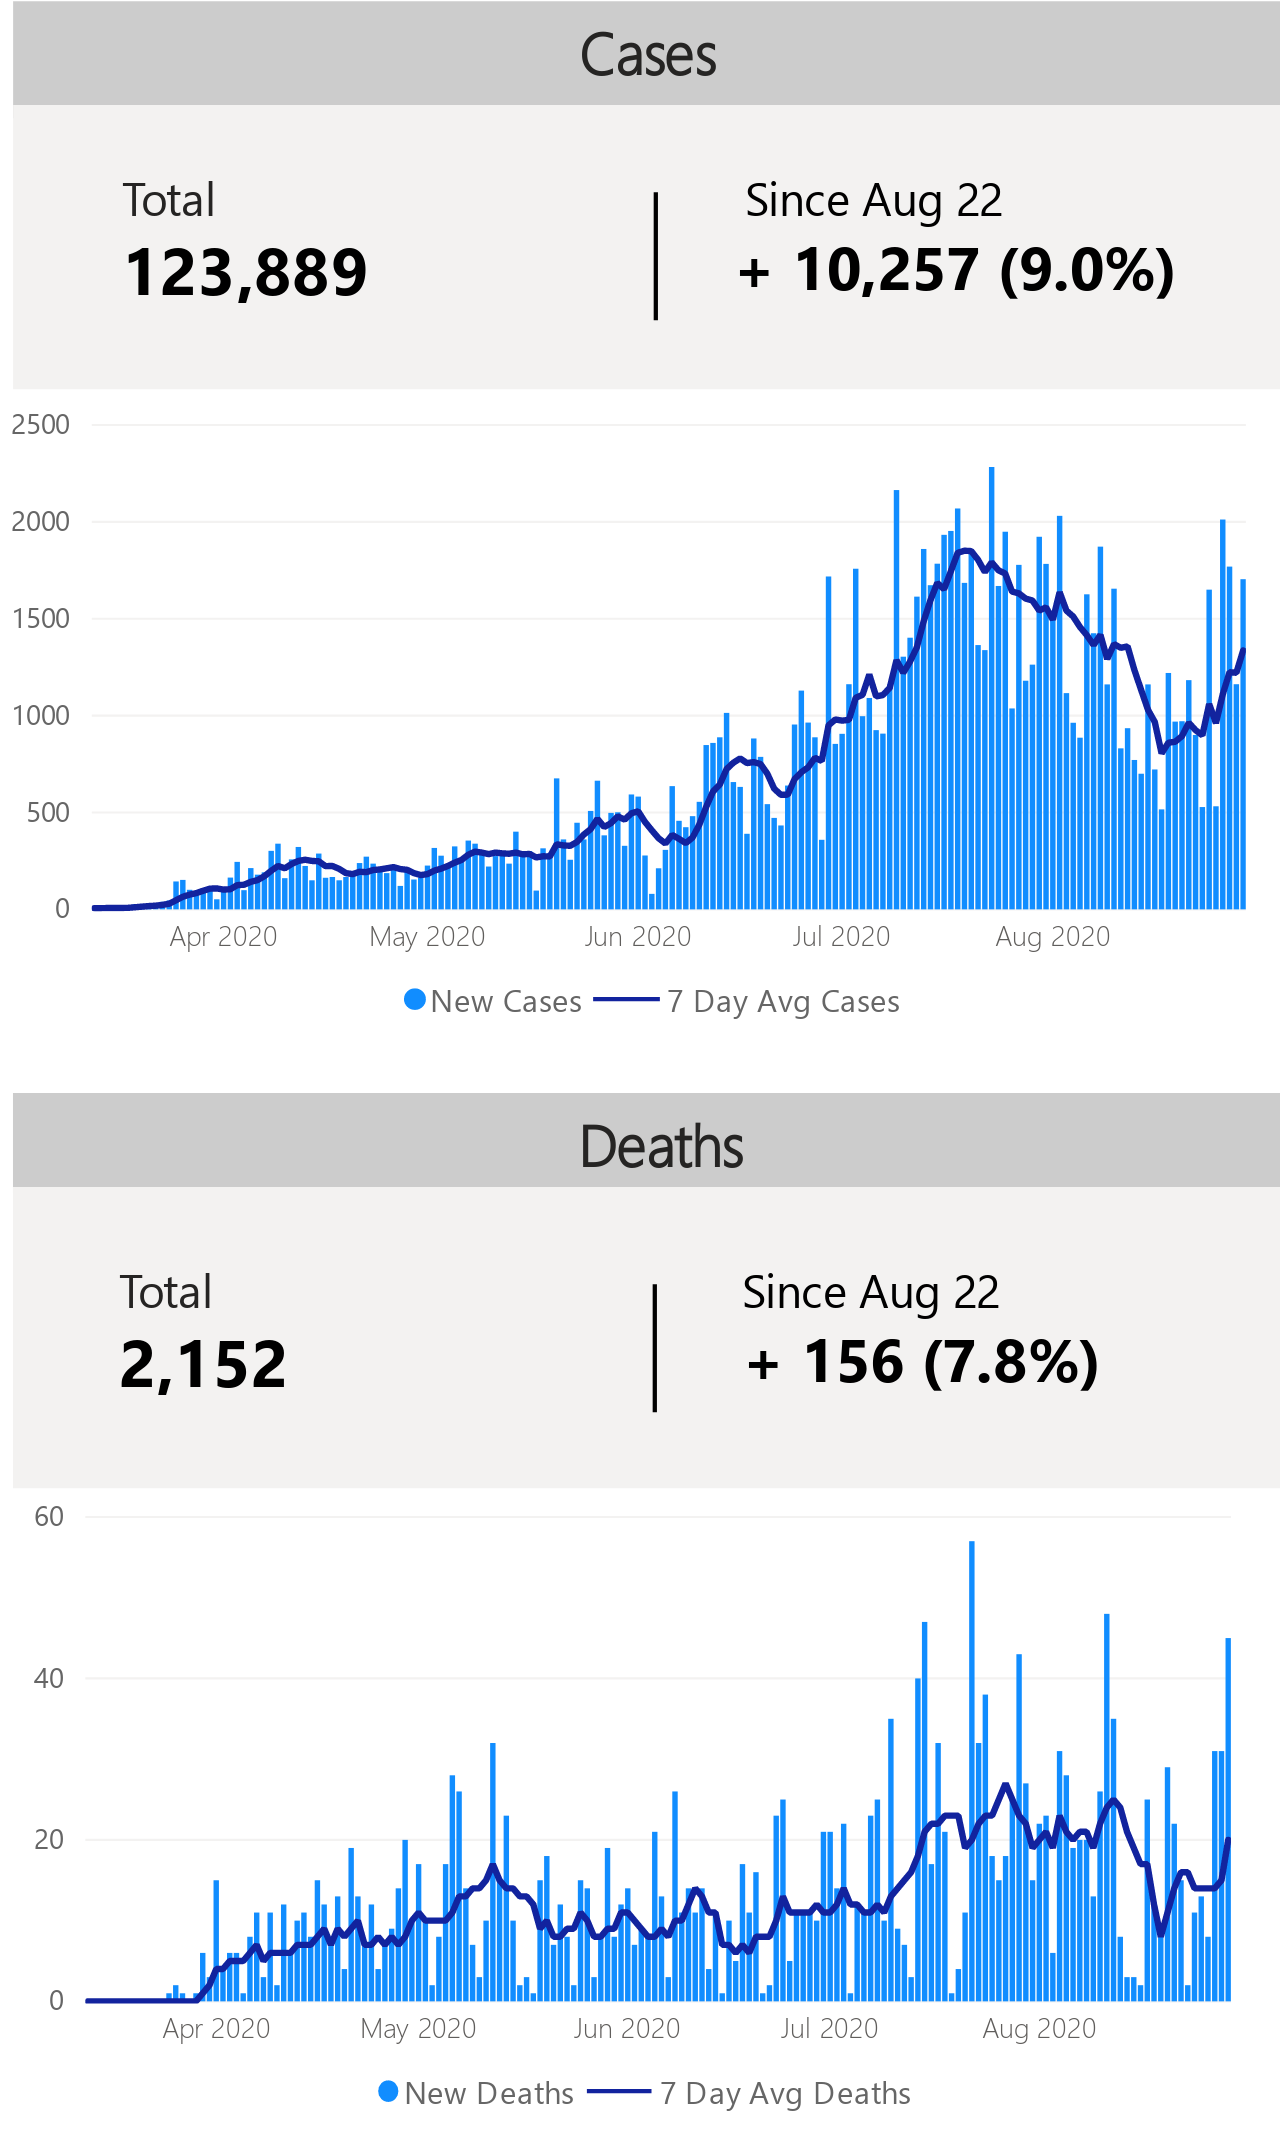 Cases
Total
Since Aug 22
123,889
+ 10,257 (9.0%)
2500
2000
1500
1000
500
0
Apr 2020 May 2020 Jun 2020 Jul 2020 Aug 2020
New Cases 7 Day Avg Cases
Deaths
Total
Since Aug 22
2,152
+ 156 (7.8%)
60
40
20
0
Apr 2020 May 2020 Jun 2020 Jul 2020 Aug 2020
New Deaths 7 Day Avg Deaths